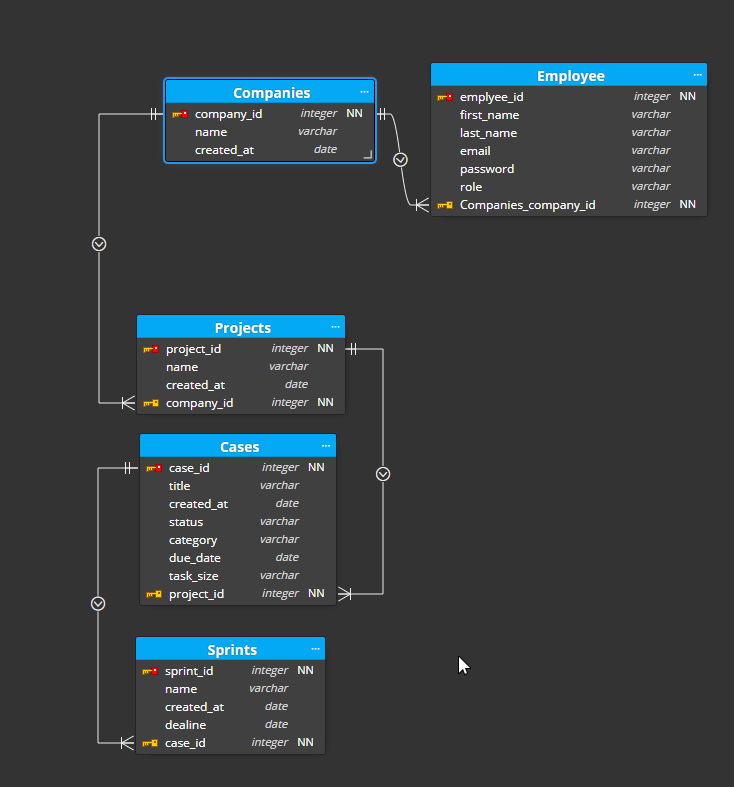 Companies ...
company_id integer NN
name varchar
created_at date
Employee ...
emplyee_id integer NN
first_name varchar
last_name varchar
email varchar
password varchar
role varchar
Companies_company_id integer NN
Projects ...
project_id integer NN
name varchar
created_at date
company_id integer NN
Cases ...
case_id integer NN
title varchar
created_at date
status varchar
category varchar
due_date date
task_size varchar
project_id integer NN
Sprints ...
sprint_id integer NN
name varchar
created_at date
dealine date
case_id integer NN